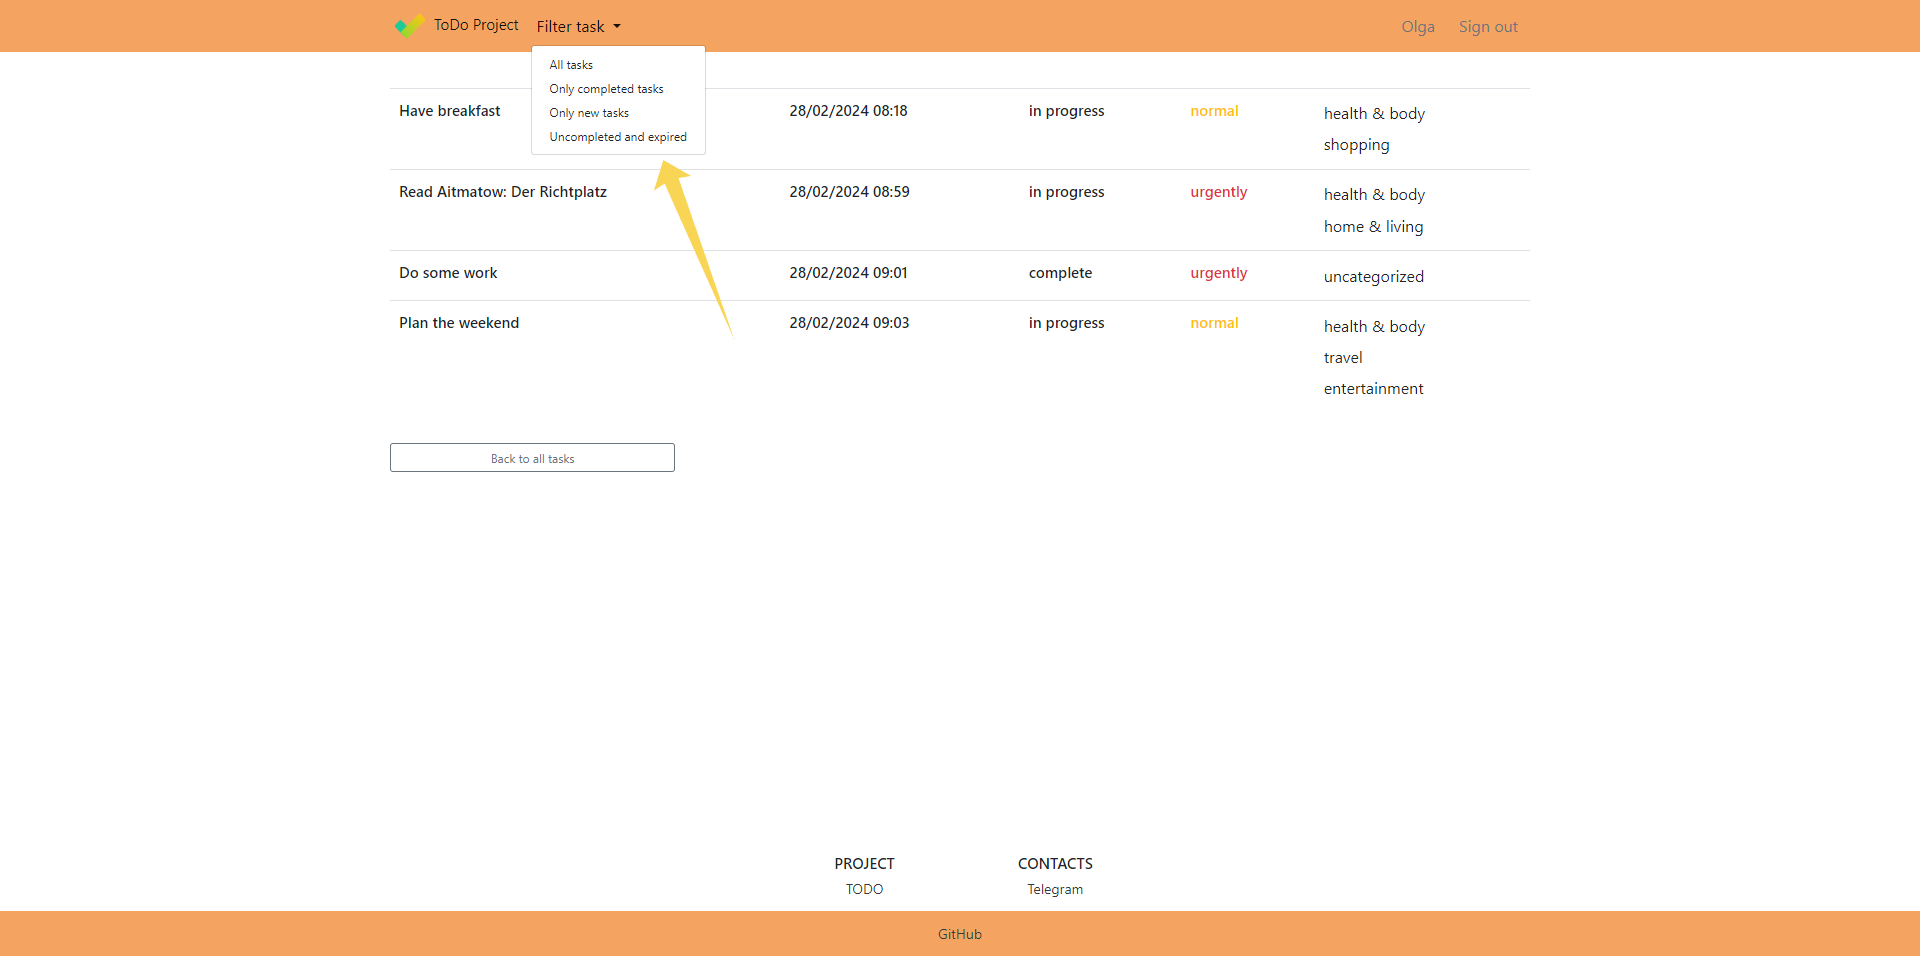 ToDo Project Filter task Olga Sign out
All tasks
Only completed tasks
Only new tasks
Uncompleted and expired
Have breakfast 28/02/2024 08:18 in progress normal health & body
shopping
Read Aitmatow: Der Richtplatz 28/02/2024 08:59 in progress urgently health & body
home & living
Do some work 28/02/2024 09:01 complete urgently uncategorized
Plan the weekend 28/02/2024 09:03 in progress normal health & body
travel
entertainment
Back to all tasks
PROJECT CONTACTS
TODO Telegram
GitHub